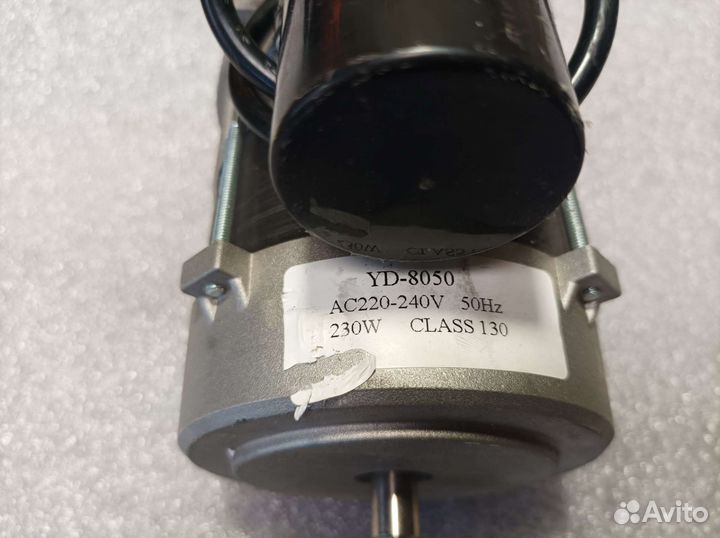 YD-8050
AC220-240V 50Hz
230W CLASS 130
Avito